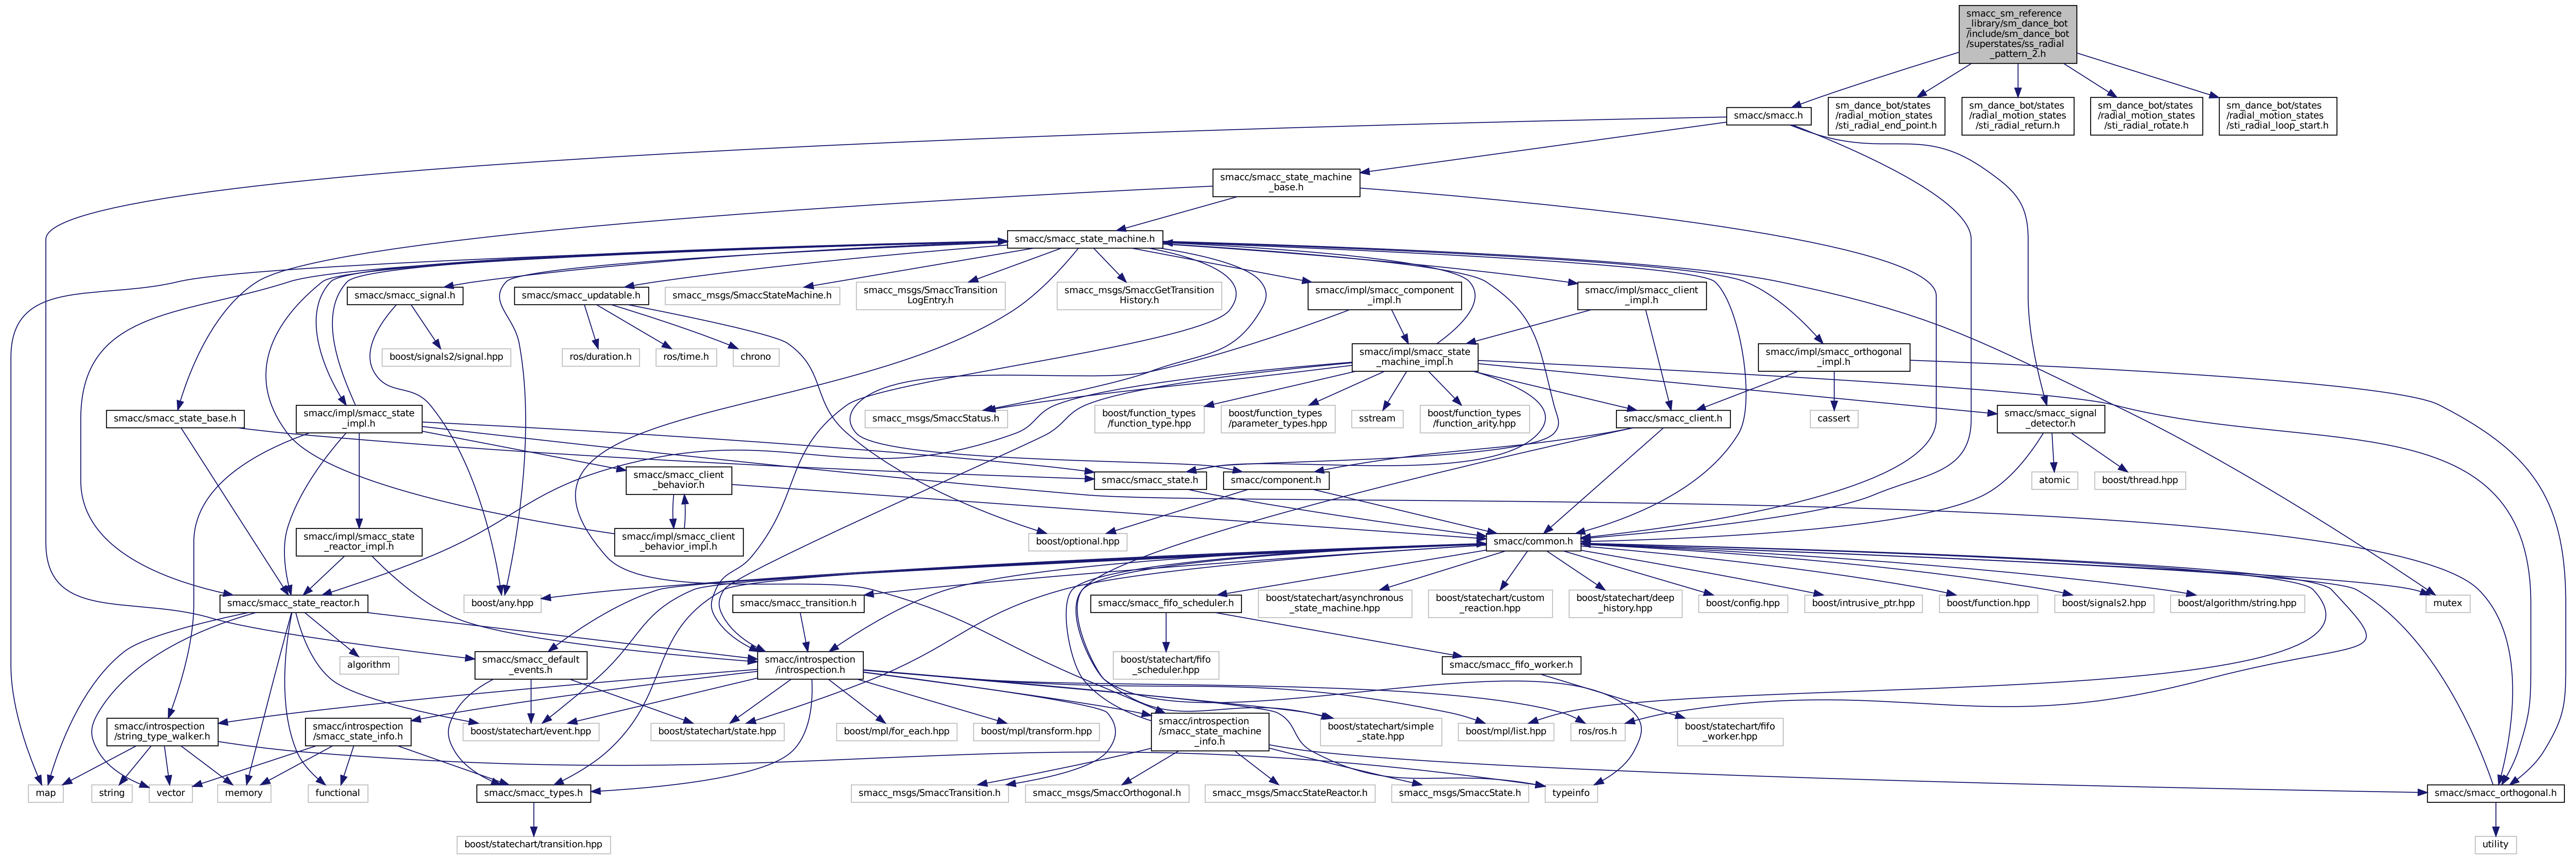 smacc_sm_reference
_library/sm_dance_bot
/include/sm_dance_bot
/superstates/ss_radial
_pattern_2.h
smacc/smacc.h
sm_dance_bot/states
/radial_motion_states
/sti_radial_end_point.h
sm_dance_bot/states
/radial_motion_states
/sti_radial_return.h
sm_dance_bot/states
/radial_motion_states
/sti_radial_rotate.h
sm_dance_bot/states
/radial_motion_states
/sti_radial_loop_start.h
smacc/smacc_state_machine
_base.h
smacc/smacc_state_machine.h
smacc/smacc_signal.h
smacc/smacc_updatable.h
smacc_msgs/SmaccStateMachine.h
smacc_msgs/SmaccTransition
LogEntry.h
smacc_msgs/SmaccGetTransition
History.h
smacc/impl/smacc_component
_impl.h
smacc/impl/smacc_client
_impl.h
boost/signals2/signal.hpp
ros/duration.h
ros/time.h
chrono
smacc/impl/smacc_state
_machine_impl.h
smacc/impl/smacc_orthogonal
_impl.h
smacc/smacc_state_base.h
smacc/impl/smacc_state
_impl.h
smacc_msgs/SmaccStatus.h
boost/function_types
/function_type.hpp
boost/function_types
/parameter_types.hpp
sstream
boost/function_types
/function_arity.hpp
smacc/smacc_client.h
cassert
smacc/smacc_signal
_detector.h
smacc/smacc_client
_behavior.h
smacc/smacc_state.h
smacc/component.h
atomic
boost/thread.hpp
smacc/impl/smacc_state
_reactor_impl.h
smacc/impl/smacc_client
_behavior_impl.h
boost/optional.hpp
smacc/common.h
smacc/smacc_state_reactor.h
boost/any.hpp
smacc/smacc_transition.h
smacc/smacc_fifo_scheduler.h
boost/statechart/asynchronous
_state_machine.hpp
boost/statechart/custom
_reaction.hpp
boost/statechart/deep
_history.hpp
boost/config.hpp
boost/intrusive_ptr.hpp
boost/function.hpp
boost/signals2.hpp
boost/algorithm/string.hpp
mutex
algorithm
smacc/smacc_default
_events.h
smacc/introspection
/introspection.h
boost/statechart/fifo
_scheduler.hpp
smacc/smacc_fifo_worker.h
smacc/introspection
/string_type_walker.h
smacc/introspection
/smacc_state_info.h
boost/statechart/event.hpp
boost/statechart/state.hpp
boost/mpl/for_each.hpp
boost/mpl/transform.hpp
smacc/introspection
/smacc_state_machine
_info.h
boost/statechart/simple
_state.hpp
boost/mpl/list.hpp
ros/ros.h
boost/statechart/fifo
_worker.hpp
map
string
vector
memory
functional
smacc/smacc_types.h
smacc_msgs/SmaccTransition.h
smacc_msgs/SmaccOrthogonal.h
smacc_msgs/SmaccStateReactor.h
smacc_msgs/SmaccState.h
typeinfo
smacc/smacc_orthogonal.h
boost/statechart/transition.hpp
utility